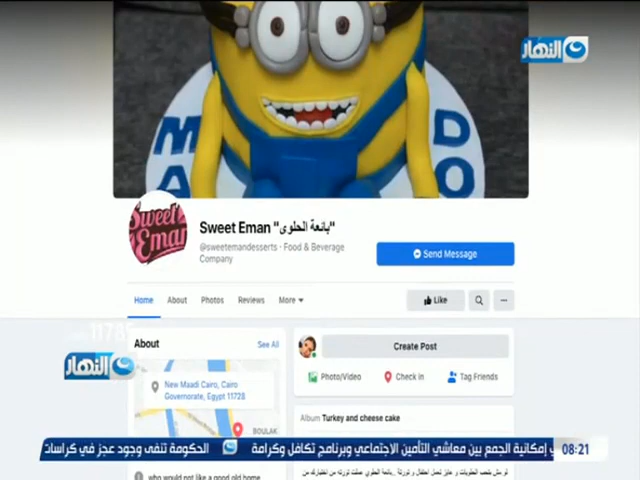 النهار
M
A
D
O
Sweet
Eman
Sweet Eman "بائعة الحلوى"
@sweetemandesserts · Food & Beverage
Company
Send Message
Home
About
Photos
Reviews
More
Like
11785
النهار
About
See All
New Maadi Cairo, Cairo
Governorate, Egypt 11728
BOULAK
who would not like a good old home
Create Post
Photo/Video
Check in
Tag Friends
Album Turkey and cheese cake
إمكانية الجمع بين معاشي التأمين الاجتماعي وبرنامج تكافل وكرامة
الحكومة تنفى وجود عجز في كراسات
08:21